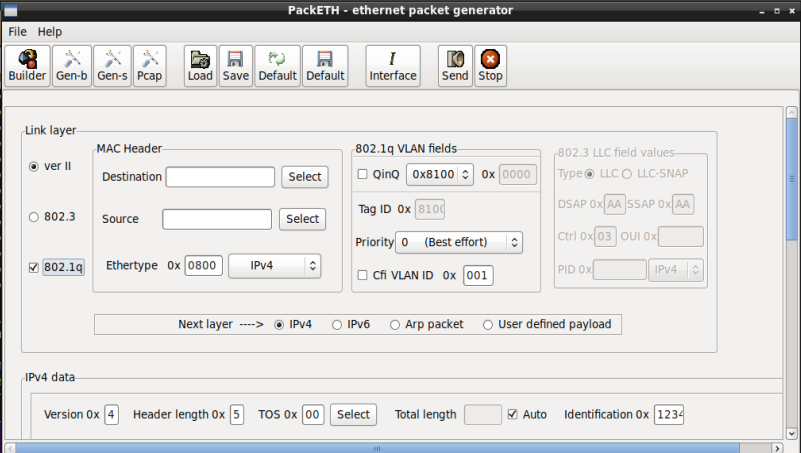 PackETH - ethernet packet generator
File Help
Builder Gen-b Gen-s Pcap Load Save Default Default Interface Send Stop
Link layer
ver II
802.3
802.1q
MAC Header
Destination Select
Source Select
Ethertype 0x 0800 IPv4
802.1q VLAN fields
QinQ 0x8100 0x 0000
Tag ID 0x 8100
Priority 0 (Best effort)
Cfi VLAN ID 0x 001
802.3 LLC field values
Type LLC LLC-SNAP
DSAP 0x AA SSAP 0x AA
Ctrl 0x 03 OUI 0x
PID 0x IPv4
Next layer ----> IPv4 IPv6 Arp packet User defined payload
IPv4 data
Version 0x 4 Header length 0x 5 TOS 0x 00 Select Total length Auto Identification 0x 1234